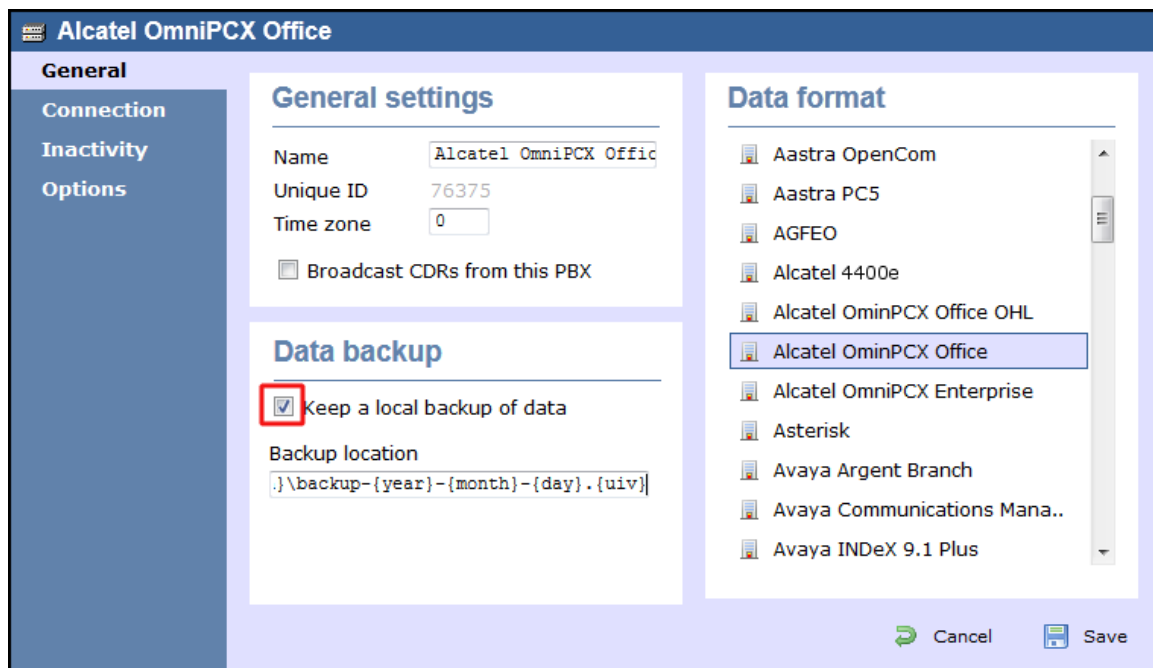 Alcatel OmniPCX Office
General
Connection
Inactivity
Options
General settings
Name
Alcatel OmniPCX Offic
Unique ID
76375
Time zone
0
Broadcast CDRs from this PBX
Data backup
Keep a local backup of data
Backup location
.}\backup-{year}-{month}-{day}.{uiv}
Data format
Aastra OpenCom
Aastra PC5
AGFEO
Alcatel 4400e
Alcatel OminPCX Office OHL
Alcatel OminPCX Office
Alcatel OmniPCX Enterprise
Asterisk
Avaya Argent Branch
Avaya Communications Mana..
Avaya INDeX 9.1 Plus
Cancel
Save